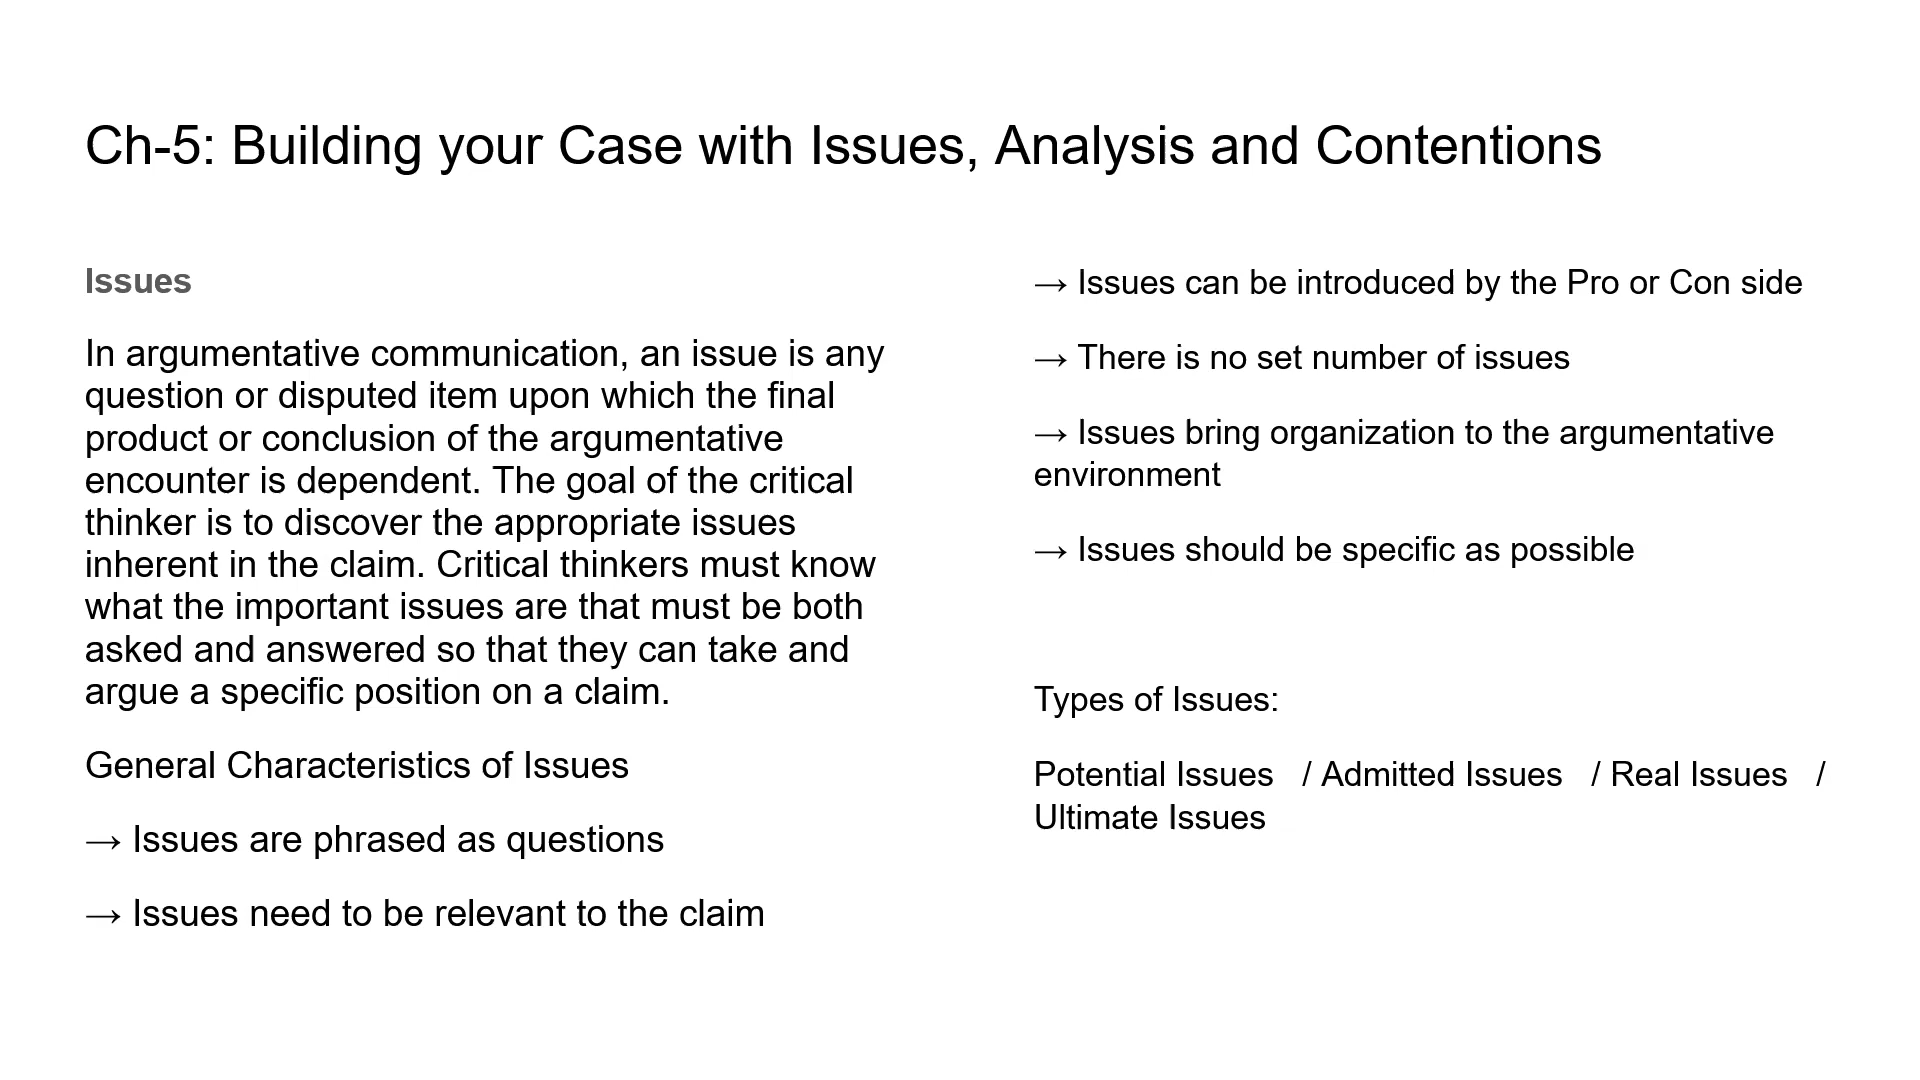 Ch-5: Building your Case with Issues, Analysis and Contentions
Issues
In argumentative communication, an issue is any
question or disputed item upon which the final
product or conclusion of the argumentative
encounter is dependent. The goal of the critical
thinker is to discover the appropriate issues
inherent in the claim. Critical thinkers must know
what the important issues are that must be both
asked and answered so that they can take and
argue a specific position on a claim.
General Characteristics of Issues
→ Issues are phrased as questions
→ Issues need to be relevant to the claim
→ Issues can be introduced by the Pro or Con side
→ There is no set number of issues
→ Issues bring organization to the argumentative
environment
→ Issues should be specific as possible
Types of Issues:
Potential Issues / Admitted Issues / Real Issues /
Ultimate Issues